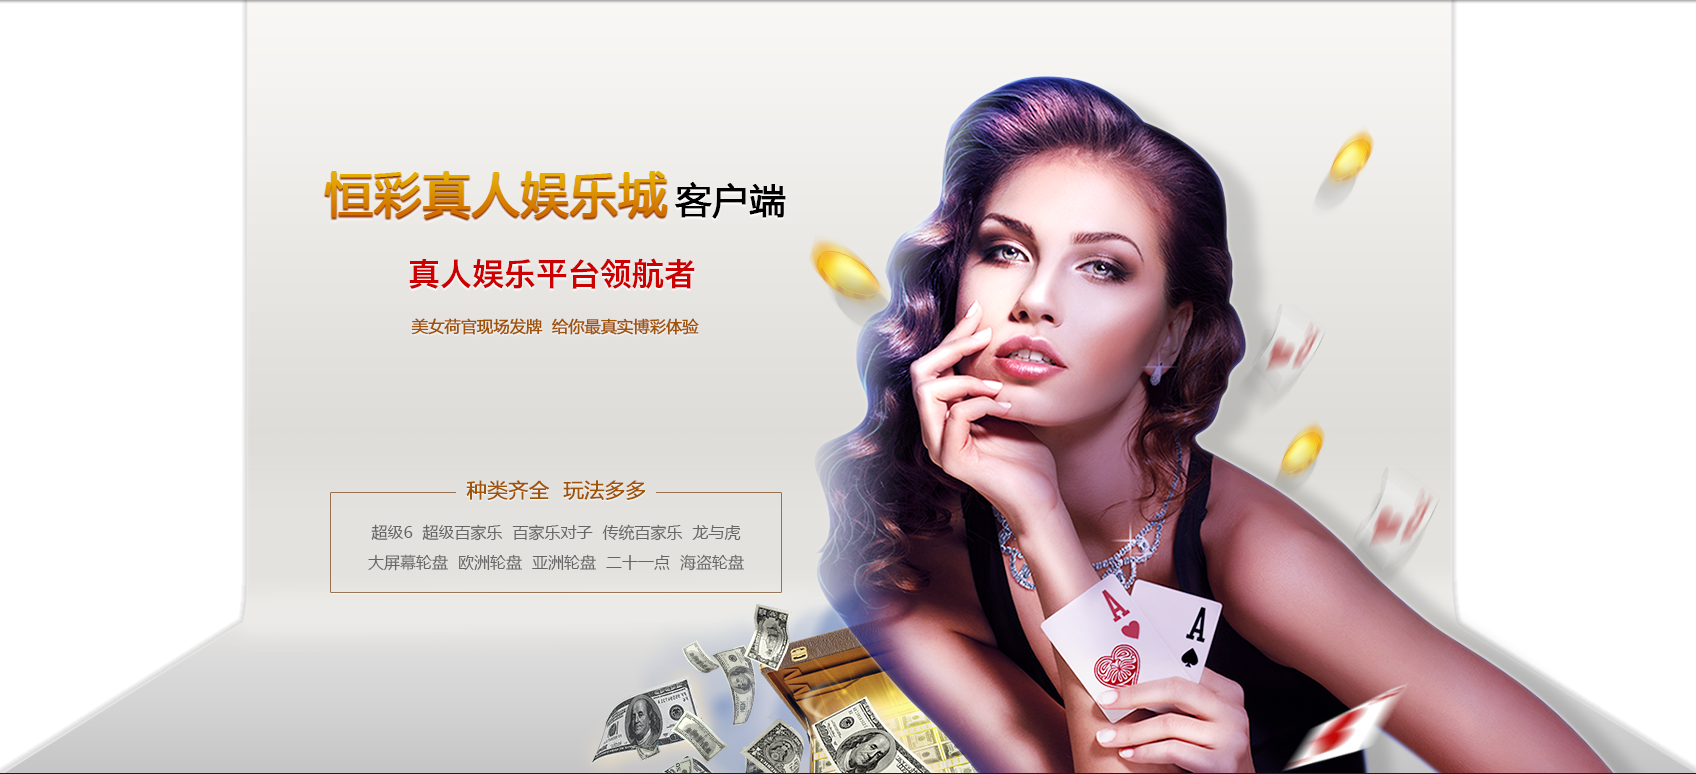 恒彩真人娱乐城 客户端
真人娱乐平台领航者
美女荷官现场发牌 给你最真实博彩体验
种类齐全 玩法多多
超级6 超级百家乐 百家乐对子 传统百家乐 龙与虎
大屏幕轮盘 欧洲轮盘 亚洲轮盘 二十一点 海盗轮盘
A
A